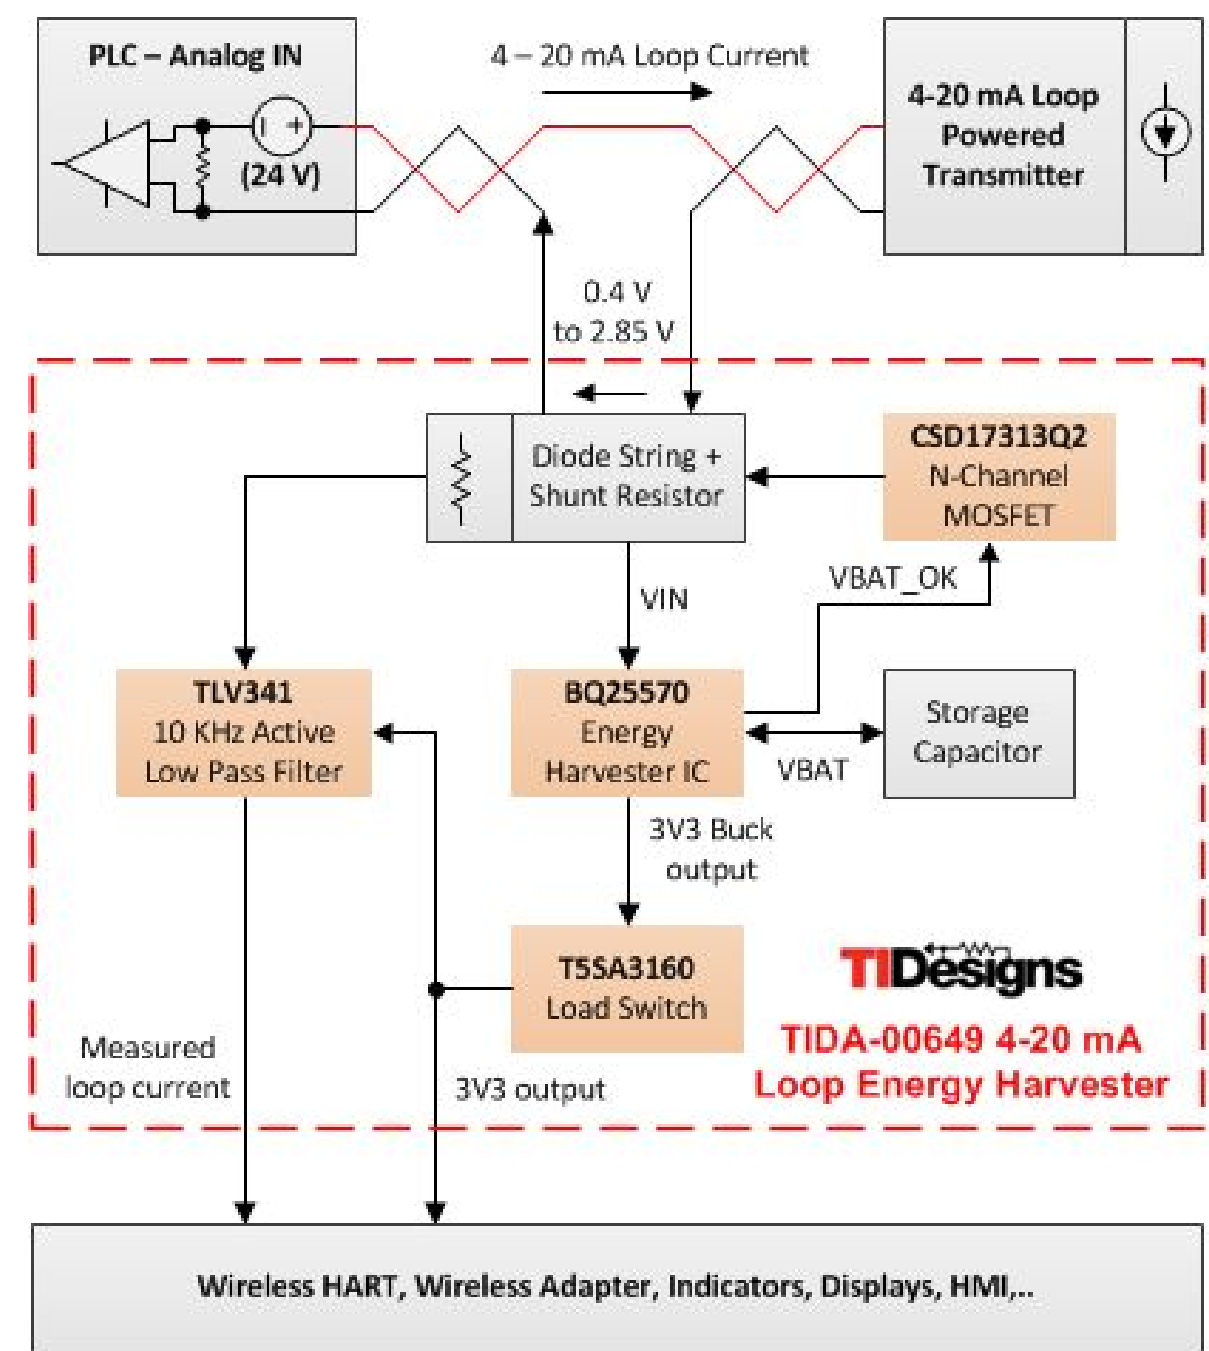 PLC – Analog IN
+
(24 V)
4 – 20 mA Loop Current
4-20 mA Loop
Powered
Transmitter
0.4 V
to 2.85 V
Diode String +
Shunt Resistor
CSD17313Q2
N-Channel
MOSFET
VIN
VBAT_OK
TLV341
10 KHz Active
Low Pass Filter
BQ25570
Energy
Harvester IC
VBAT
Storage
Capacitor
3V3 Buck
output
T5SA3160
Load Switch
TIDesigns
TIDA-00649 4-20 mA
Loop Energy Harvester
Measured
loop current
3V3 output
Wireless HART, Wireless Adapter, Indicators, Displays, HMI,..